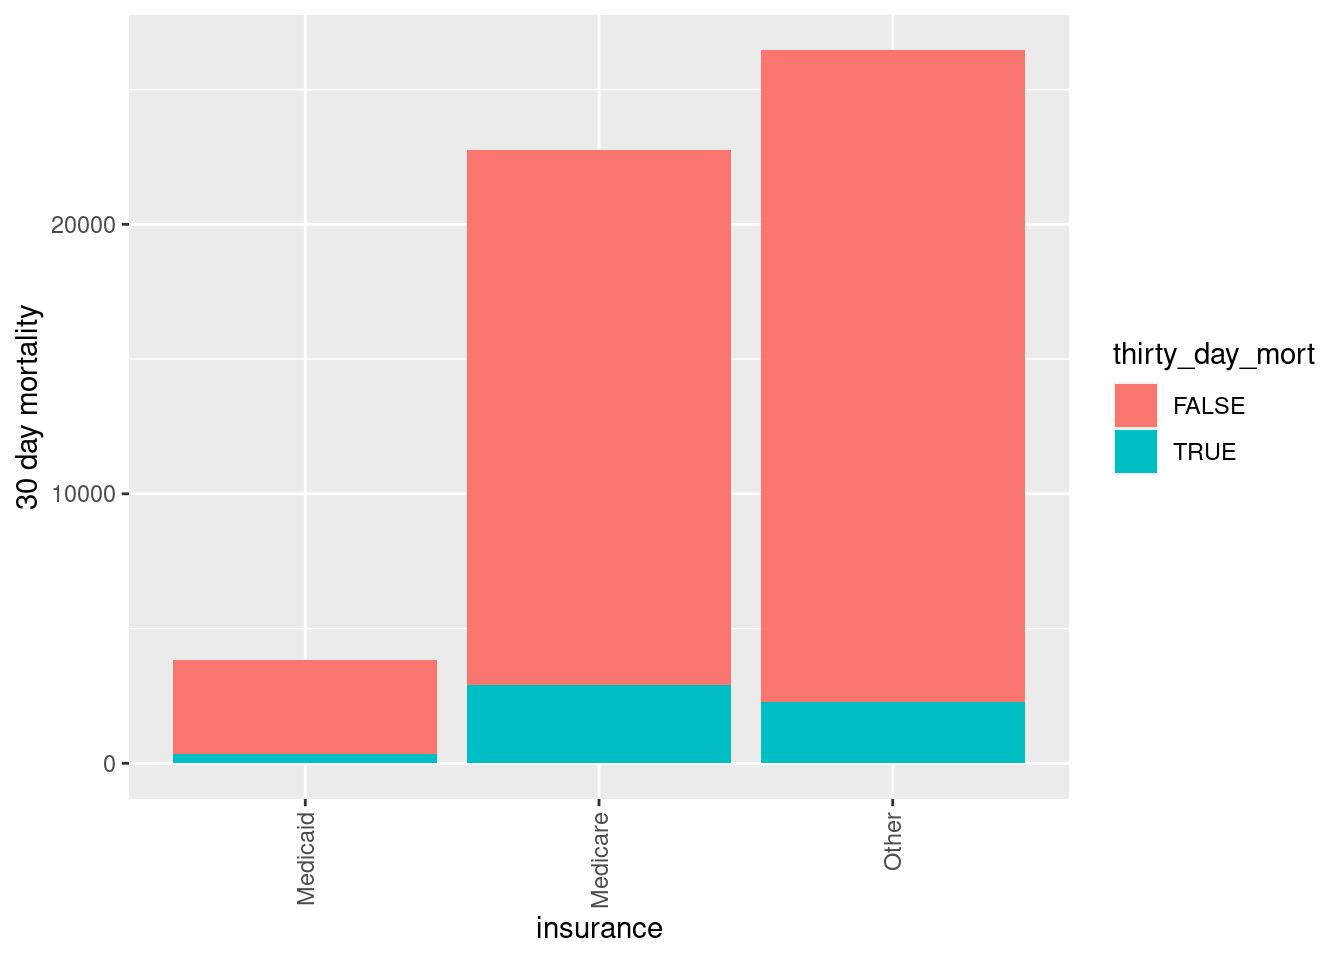 30 day mortality
20000
10000
0
Medicaid
Medicare
Other
insurance
thirty_day_mort
FALSE
TRUE